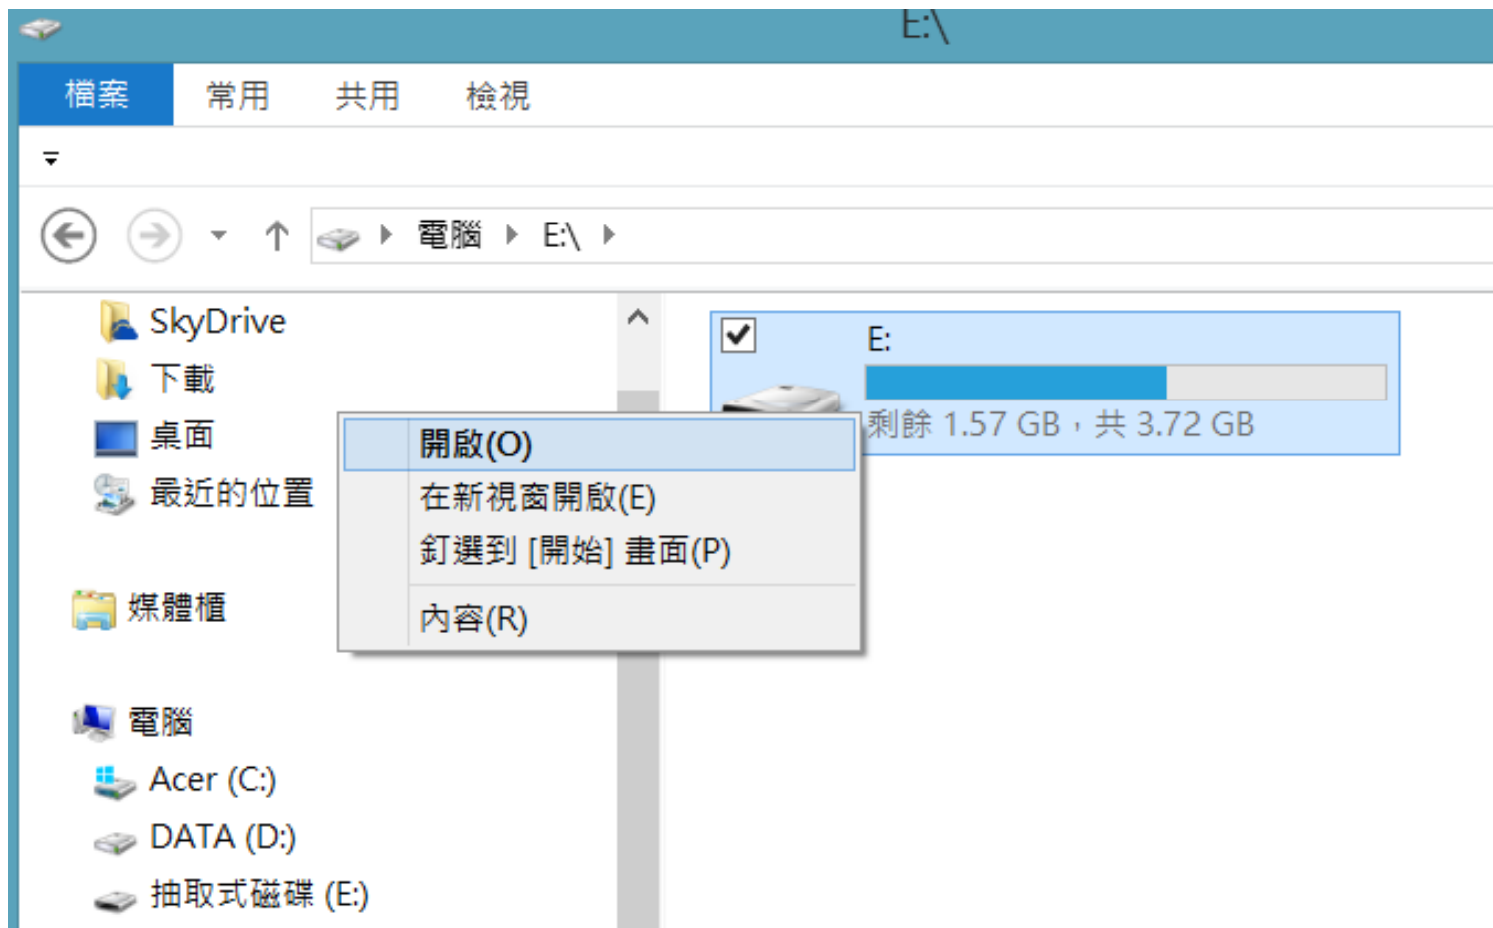 E:\
檔案 常用 共用 檢視
電腦 E:\
SkyDrive
下載
桌面
最近的位置
媒體櫃
電腦
Acer (C:)
DATA (D:)
抽取式磁碟 (E:)
E:
剩餘 1.57 GB，共 3.72 GB
開啟(O)
在新視窗開啟(E)
釘選到 [開始] 畫面(P)
內容(R)